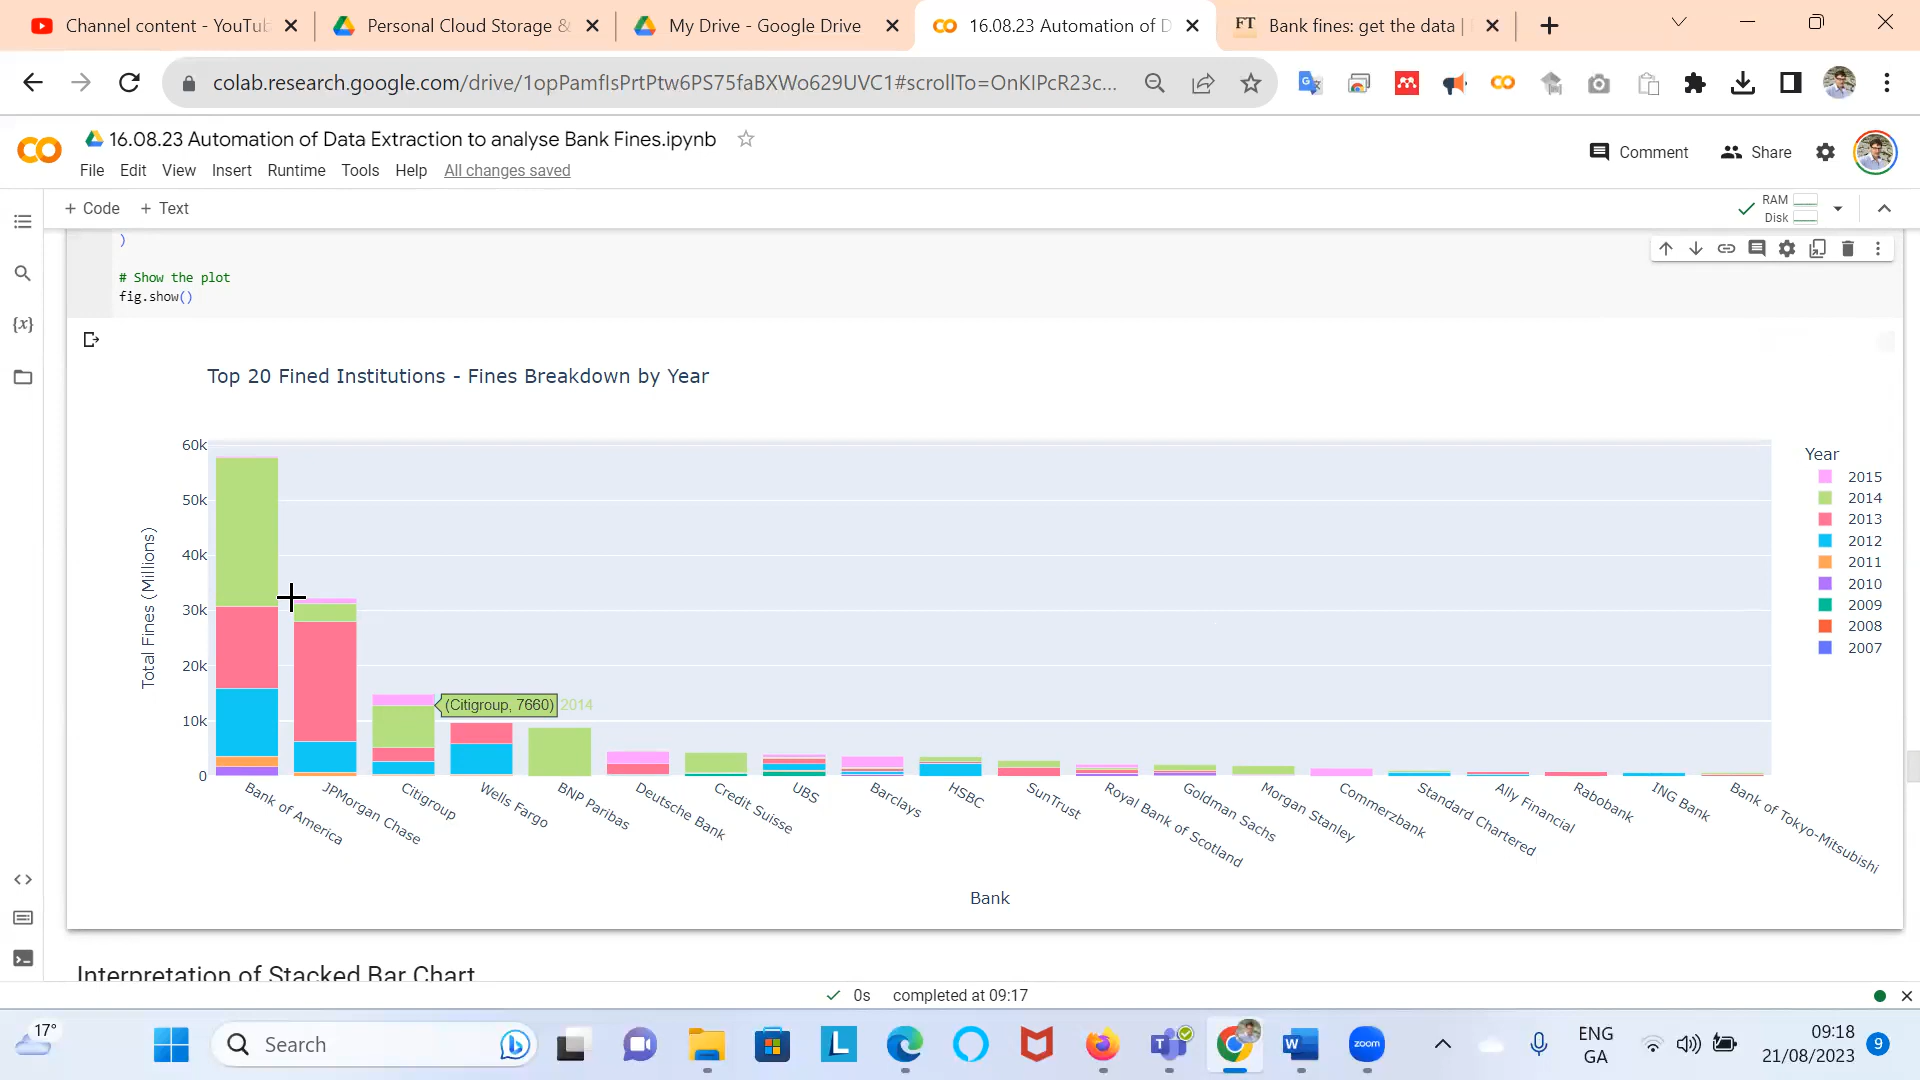 Channel content - YouTub
Personal Cloud Storage &
My Drive - Google Drive
16.08.23 Automation of D
FT Bank fines: get the data |
colab.research.google.com/drive/1opPamfIsPrtPtw6PS75faBXWo629UVC1#scrollTo=OnKIPcR23c...
16.08.23 Automation of Data Extraction to analyse Bank Fines.ipynb
Comment Share
File Edit View Insert Runtime Tools Help All changes saved
+ Code + Text
RAM
Disk
)
# Show the plot
fig.show()
{x}
Top 20 Fined Institutions - Fines Breakdown by Year
Total Fines (Millions)
60k
50k
40k
30k
20k
10k
0
(Citigroup, 7660) 2014
Year
2015
2014
2013
2012
2011
2010
2009
2008
2007
Bank of America
JPMorgan Chase
Citigroup
Wells Fargo
BNP Paribas
Deutsche Bank
Credit Suisse
UBS
Barclays
HSBC
SunTrust
Royal Bank of Scotland
Goldman Sachs
Morgan Stanley
Commerzbank
Standard Chartered
Ally Financial
Rabobank
ING Bank
Bank of Tokyo-Mitsubishi
Bank
Interpretation of Stacked Bar Chart
0s completed at 09:17
17°
Search
L
T
W
zoom
ENG
GA
09:18
21/08/2023
9